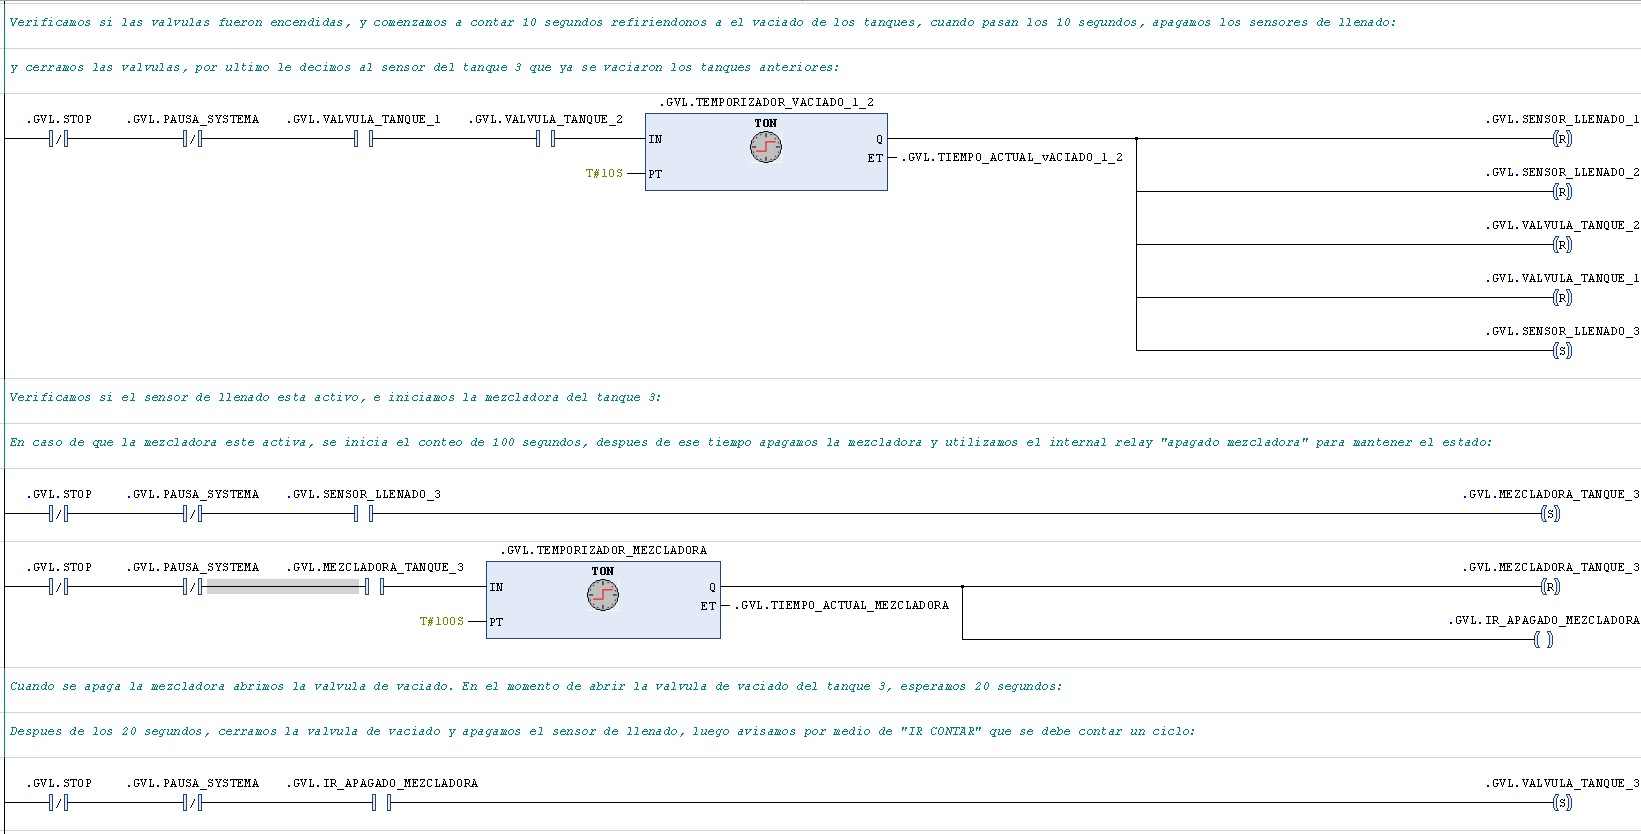 Verificamos si las valvulas fueron encendidas, y comenzamos a contar 10 segundos refiriendonos a el vaciado de los tanques, cuando pasan los 10 segundos, apagamos los sensores de llenado:
y cerramos las valvulas, por ultimo le decimos al sensor del tanque 3 que ya se vaciaron los tanques anteriores:
.GVL.TEMPORIZADOR_VACIADO_1_2
.GVL.STOP .GVL.PAUSA_SYSTEMA .GVL.VALVULA_TANQUE_1 .GVL.VALVULA_TANQUE_2 TON .GVL.SENSOR_LLENADO_1
/ / IN Q R
ET .GVL.TIEMPO_ACTUAL_vACIADO_1_2
T#10S PT .GVL.SENSOR_LLENADO_2
R
.GVL.VALVULA_TANQUE_2
R
.GVL.VALVULA_TANQUE_1
R
.GVL.SENSOR_LLENADO_3
S
Verificamos si el sensor de llenado esta activo, e iniciamos la mezcladora del tanque 3:
En caso de que la mezcladora este activa, se inicia el conteo de 100 segundos, despues de ese tiempo apagamos la mezcladora y utilizamos el internal relay "apagado mezcladora" para mantener el estado:
.GVL.STOP .GVL.PAUSA_SYSTEMA .GVL.SENSOR_LLENADO_3 .GVL.MEZCLADORA_TANQUE_3
/ / S
.GVL.TEMPORIZADOR_MEZCLADORA
.GVL.STOP .GVL.PAUSA_SYSTEMA .GVL.MEZCLADORA_TANQUE_3 TON .GVL.MEZCLADORA_TANQUE_3
/ / IN Q R
ET .GVL.TIEMPO_ACTUAL_MEZCLADORA
T#100S PT .GVL.IR_APAGADO_MEZCLADORA
Cuando se apaga la mezcladora abrimos la valvula de vaciado. En el momento de abrir la valvula de vaciado del tanque 3, esperamos 20 segundos:
Despues de los 20 segundos, cerramos la valvula de vaciado y apagamos el sensor de llenado, luego avisamos por medio de "IR CONTAR" que se debe contar un ciclo:
.GVL.STOP .GVL.PAUSA_SYSTEMA .GVL.IR_APAGADO_MEZCLADORA .GVL.VALVULA_TANQUE_3
/ / S